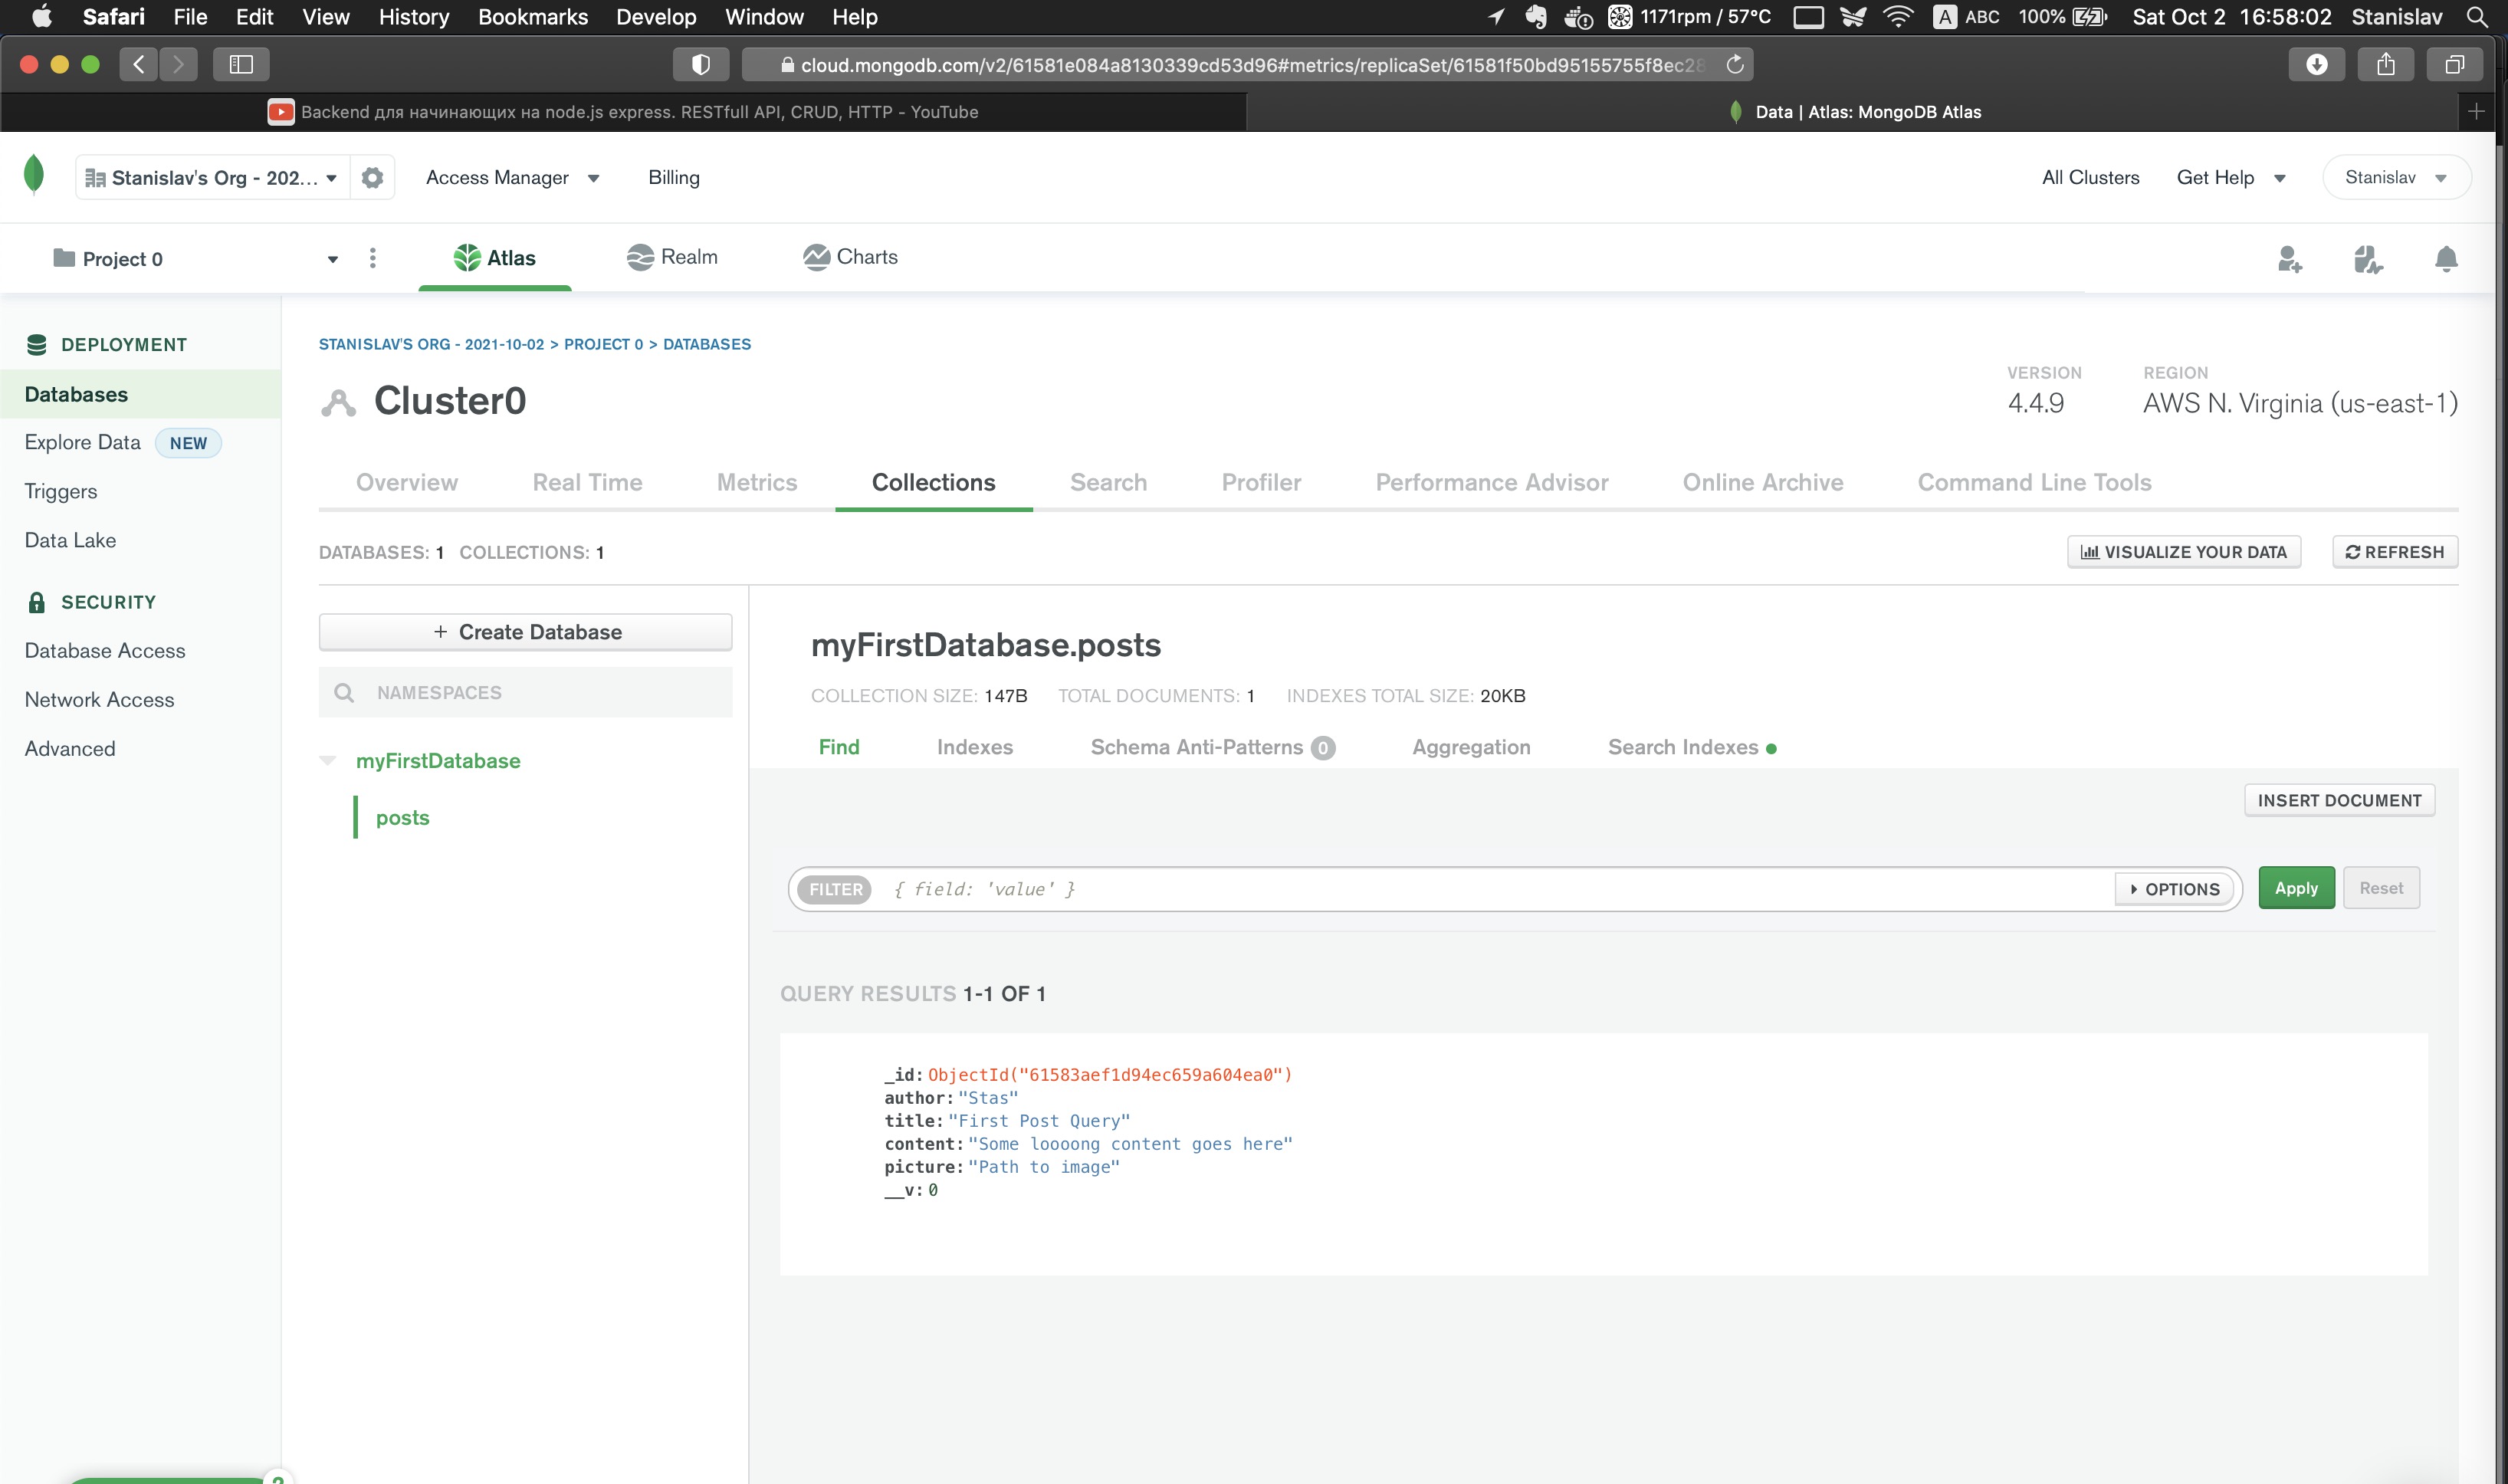 Safari File Edit View History Bookmarks Develop Window Help 1171rpm / 57°C A ABC 100% Sat Oct 2 16:58:02 Stanislav
cloud.mongodb.com/v2/61581e084a8130339cd53d96#metrics/replicaSet/61581f50bd95155755f8ec28
Backend для начинающих на node.js express. RESTfull API, CRUD, HTTP - YouTube
Data | Atlas: MongoDB Atlas
Stanislav's Org - 202... Access Manager Billing All Clusters Get Help Stanislav
Project 0 Atlas Realm Charts
DEPLOYMENT
Databases
Explore Data NEW
Triggers
Data Lake
SECURITY
Database Access
Network Access
Advanced
STANISLAV'S ORG - 2021-10-02 > PROJECT 0 > DATABASES
Cluster0
VERSION
4.4.9
REGION
AWS N. Virginia (us-east-1)
Overview Real Time Metrics Collections Search Profiler Performance Advisor Online Archive Command Line Tools
DATABASES: 1 COLLECTIONS: 1
VISUALIZE YOUR DATA REFRESH
+ Create Database
NAMESPACES
myFirstDatabase
posts
myFirstDatabase.posts
COLLECTION SIZE: 147B TOTAL DOCUMENTS: 1 INDEXES TOTAL SIZE: 20KB
Find Indexes Schema Anti-Patterns 0 Aggregation Search Indexes
INSERT DOCUMENT
FILTER { field: 'value' } OPTIONS Apply Reset
QUERY RESULTS 1-1 OF 1
_id: ObjectId("61583aef1d94ec659a604ea0")
author: "Stas"
title: "First Post Query"
content: "Some loooong content goes here"
picture: "Path to image"
__v: 0